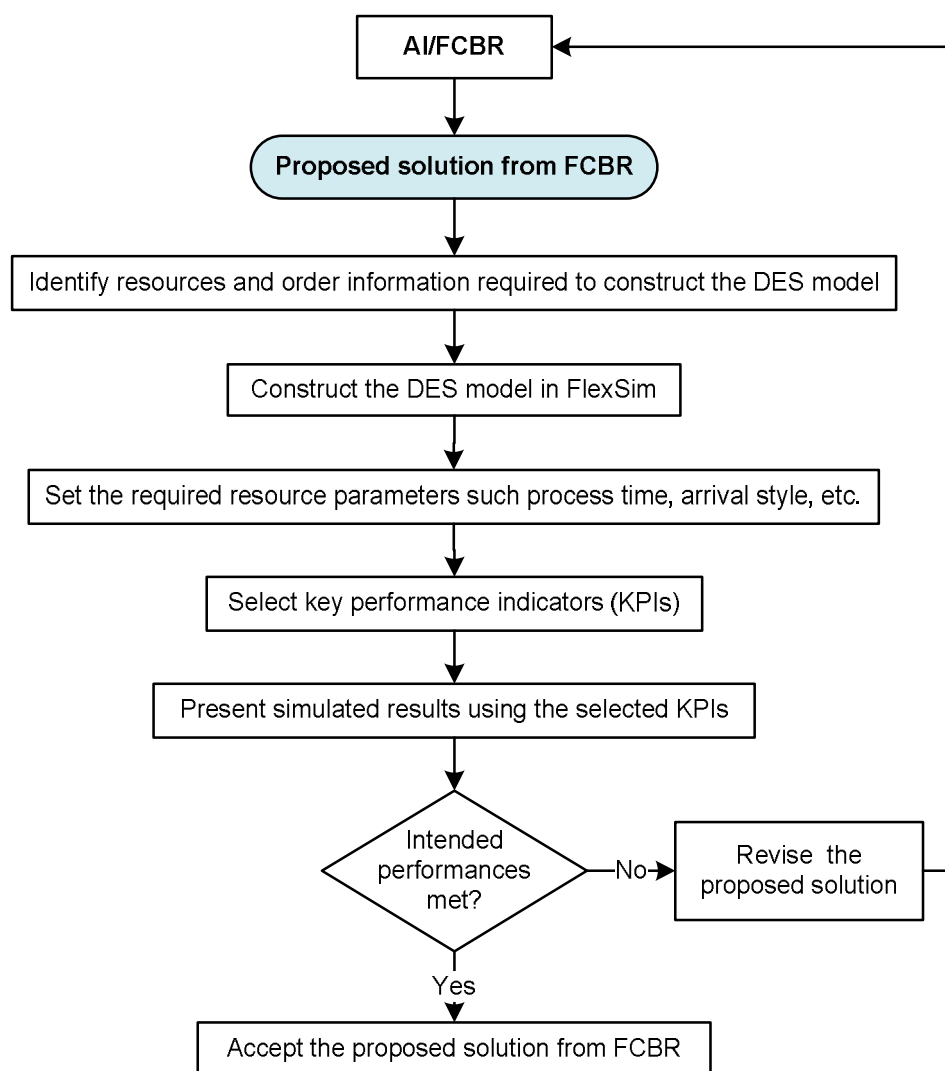 AI/FCBR
Proposed solution from FCBR
Identify resources and order information required to construct the DES model
Construct the DES model in FlexSim
Set the required resource parameters such process time, arrival style, etc.
Select key performance indicators (KPIs)
Present simulated results using the selected KPIs
Intended
performances
met?
No
Revise the
proposed solution
Yes
Accept the proposed solution from FCBR